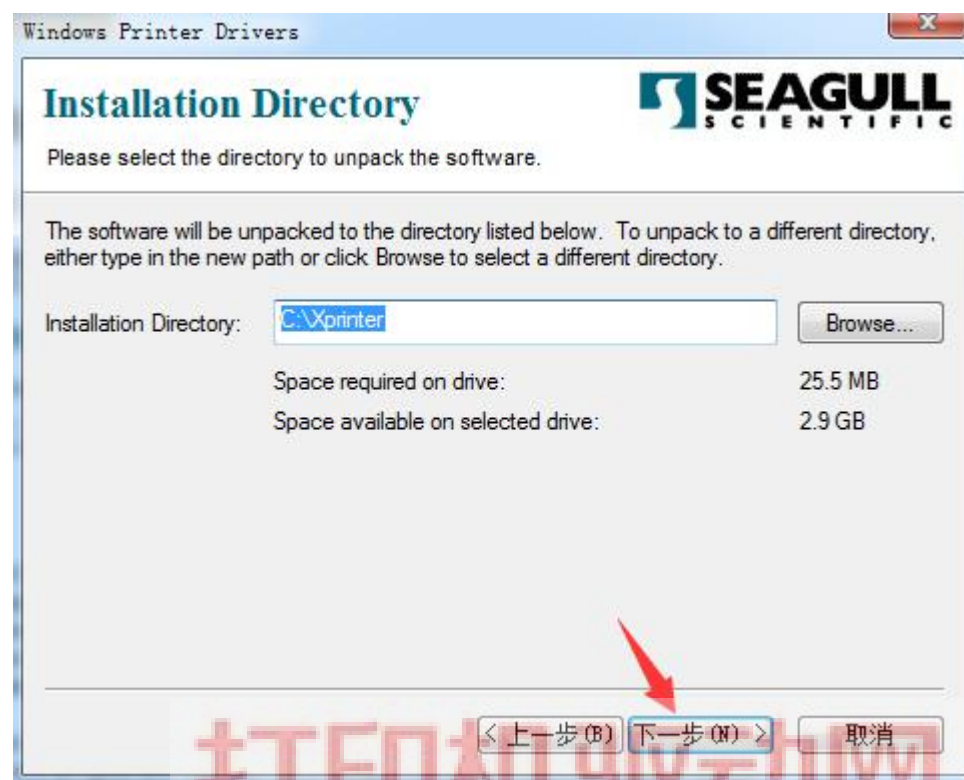 Windows Printer Drivers
Installation Directory
SEAGULL
SCIENTIFIC
Please select the directory to unpack the software.
The software will be unpacked to the directory listed below. To unpack to a different directory,
either type in the new path or click Browse to select a different directory.
Installation Directory: C:\Xprinter Browse...
Space required on drive: 25.5 MB
Space available on selected drive: 2.9 GB
< 上一步(B) 下一步(N) > 取消